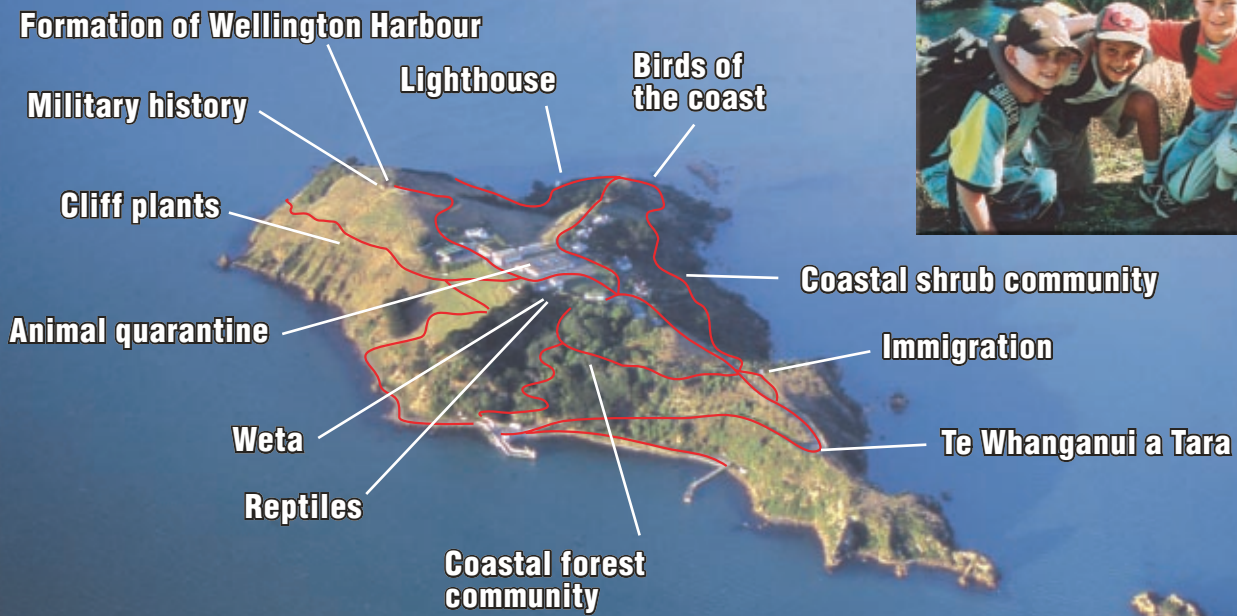 Formation of Wellington Harbour
Lighthouse
Birds of
the coast
Military history
Cliff plants
Coastal shrub community
Animal quarantine
Immigration
Weta
Te Whanganui a Tara
Reptiles
Coastal forest
community